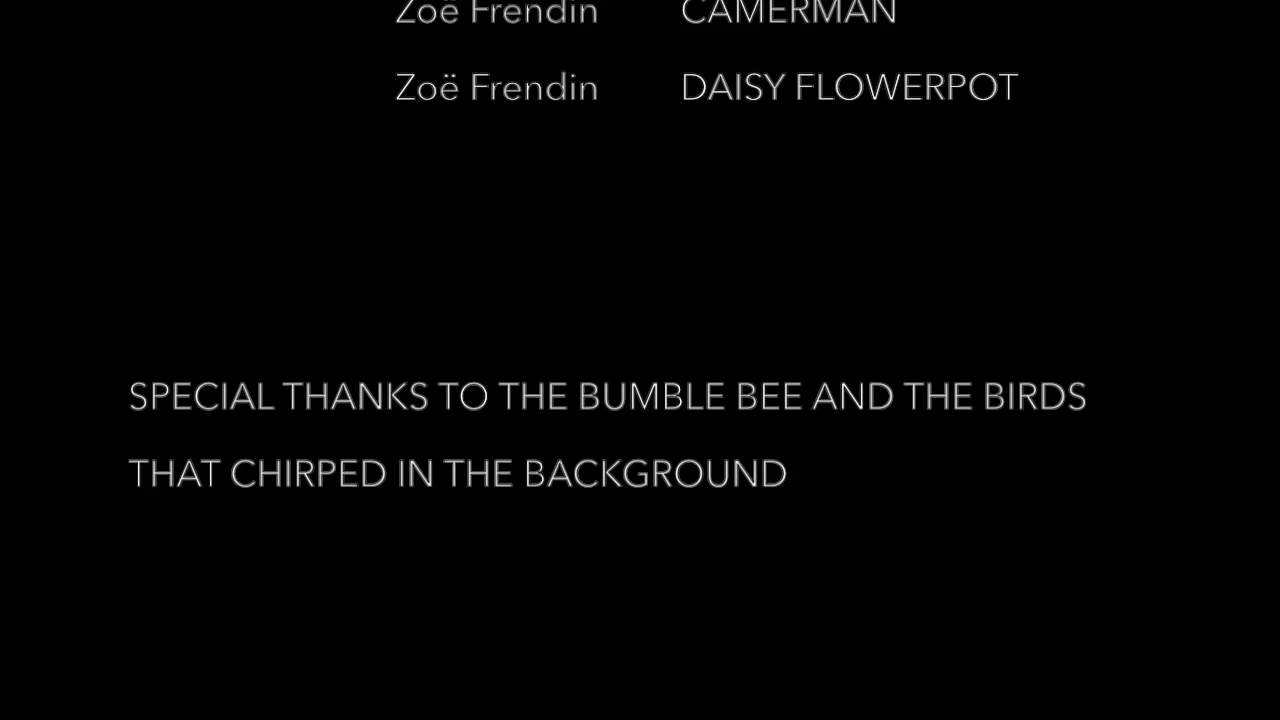 Zoë Frendin CAMERMAN
Zoë Frendin DAISY FLOWERPOT
SPECIAL THANKS TO THE BUMBLE BEE AND THE BIRDS
THAT CHIRPED IN THE BACKGROUND